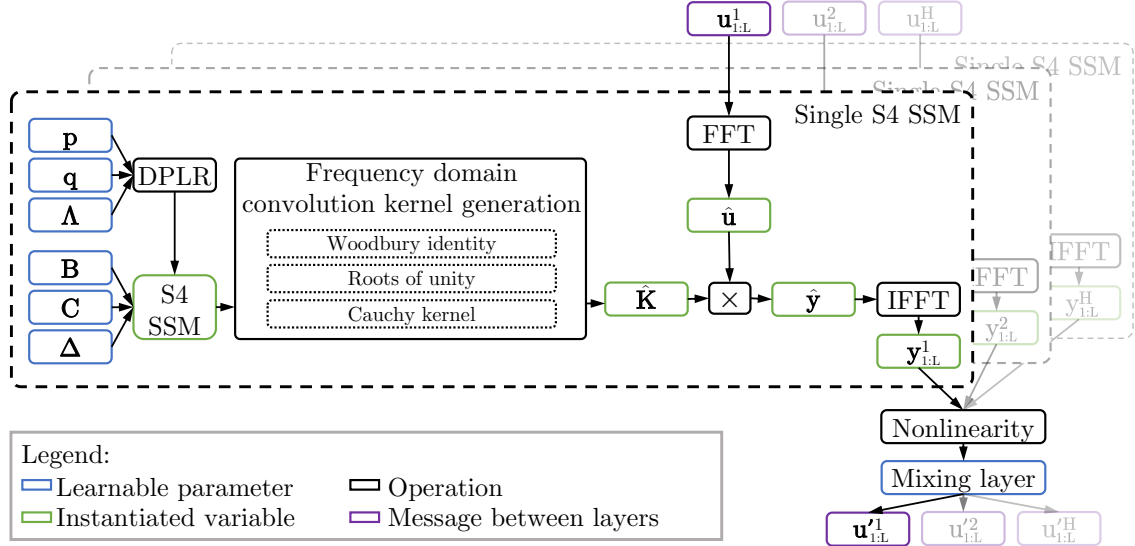 u¹₁:L u²₁:L uᴴ₁:L
Single S4 SSM
Single S4 SSM
Single S4 SSM
p
q
Λ
DPLR
B
C
Δ
S4
SSM
Frequency domain
convolution kernel generation
Woodbury identity
Roots of unity
Cauchy kernel
K̂
FFT
û
×
ŷ
IFFT
y¹₁:L
FFT
y²₁:L
IFFT
yᴴ₁:L
Nonlinearity
Mixing layer
u′¹₁:L u′²₁:L u′ᴴ₁:L
Legend:
Learnable parameter
Operation
Instantiated variable
Message between layers